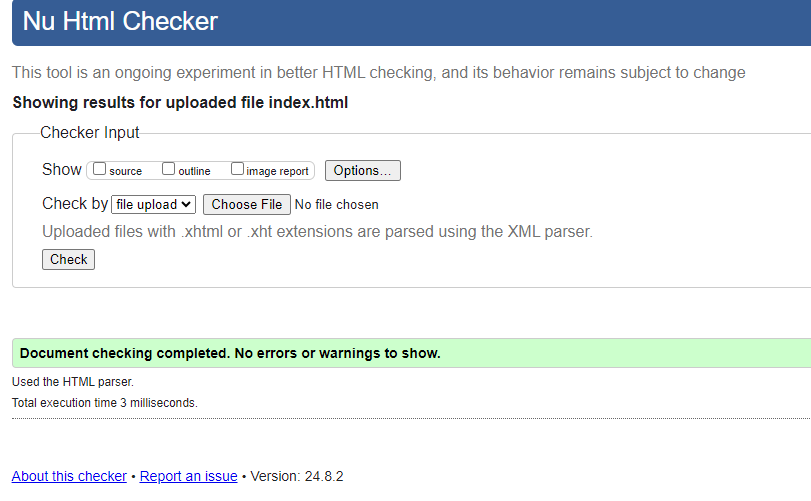 Nu Html Checker
This tool is an ongoing experiment in better HTML checking, and its behavior remains subject to change
Showing results for uploaded file index.html
Checker Input
Show source outline image report Options...
Check by file upload Choose File No file chosen
Uploaded files with .xhtml or .xht extensions are parsed using the XML parser.
Check
Document checking completed. No errors or warnings to show.
Used the HTML parser.
Total execution time 3 milliseconds.
About this checker • Report an issue • Version: 24.8.2